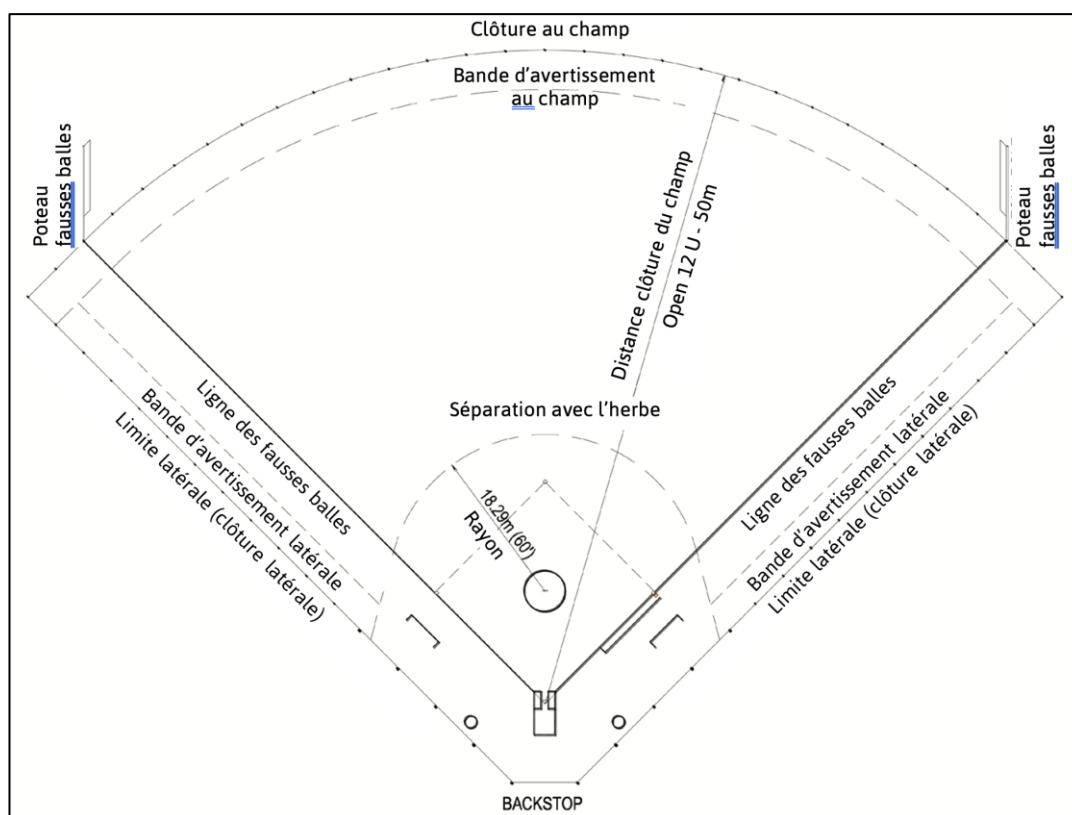 Clôture au champ
Bande d'avertissement
au champ
Poteau
fausses balles
Poteau
fausses balles
Distance clôture du champ
Open 12 U - 50m
Séparation avec l'herbe
18,29m (60')
Rayon
Ligne des fausses balles
Bande d'avertissement latérale
Limite latérale (clôture latérale)
Ligne des fausses balles
Bande d'avertissement latérale
Limite latérale (clôture latérale)
BACKSTOP